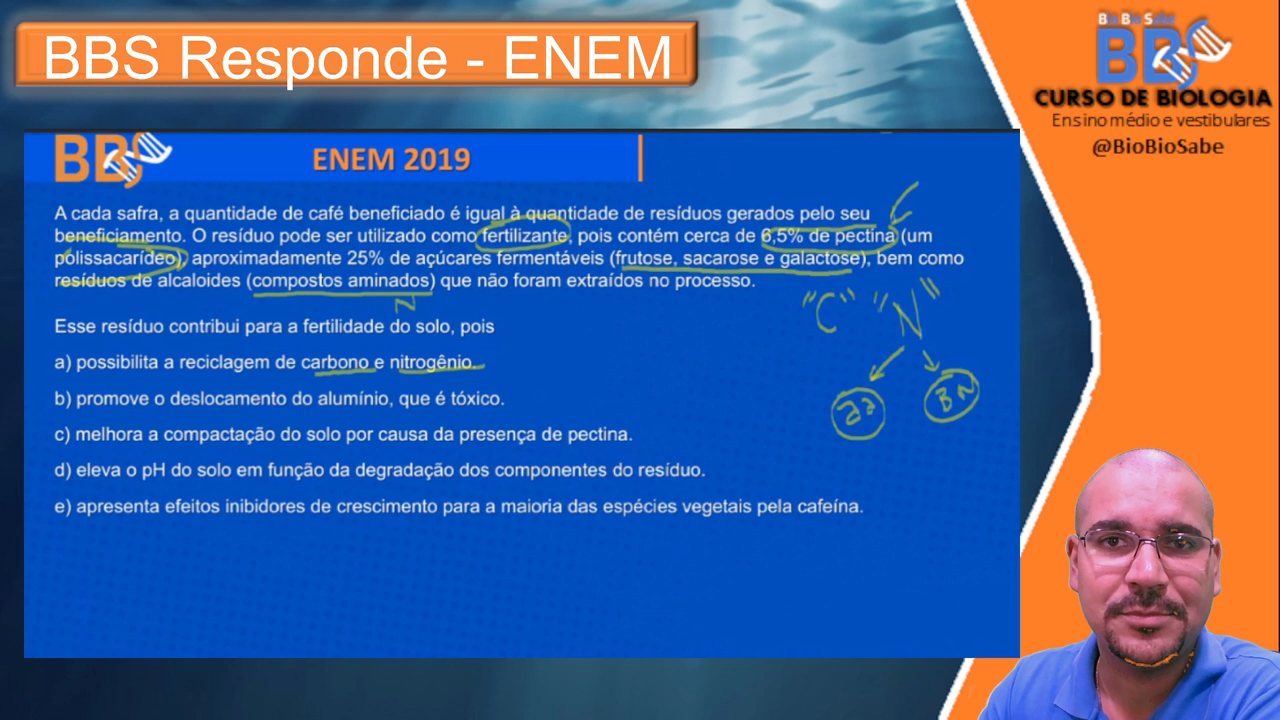 BBS Responde - ENEM
Bio Bio Sabe
BBS
CURSO DE BIOLOGIA
Ensino médio e vestibulares
@BioBioSabe
BBS
ENEM 2019
A cada safra, a quantidade de café beneficiado é igual à quantidade de resíduos gerados pelo seu
beneficiamento. O resíduo pode ser utilizado como fertilizante, pois contém cerca de 6,5% de pectina (um
polissacarídeo), aproximadamente 25% de açúcares fermentáveis (frutose, sacarose e galactose), bem como
resíduos de alcaloides (compostos aminados) que não foram extraídos no processo.
N
"C" "N"
Esse resíduo contribui para a fertilidade do solo, pois
a) possibilita a reciclagem de carbono e nitrogênio.
b) promove o deslocamento do alumínio, que é tóxico.
c) melhora a compactação do solo por causa da presença de pectina.
d) eleva o pH do solo em função da degradação dos componentes do resíduo.
e) apresenta efeitos inibidores de crescimento para a maioria das espécies vegetais pela cafeína.
aa
BN